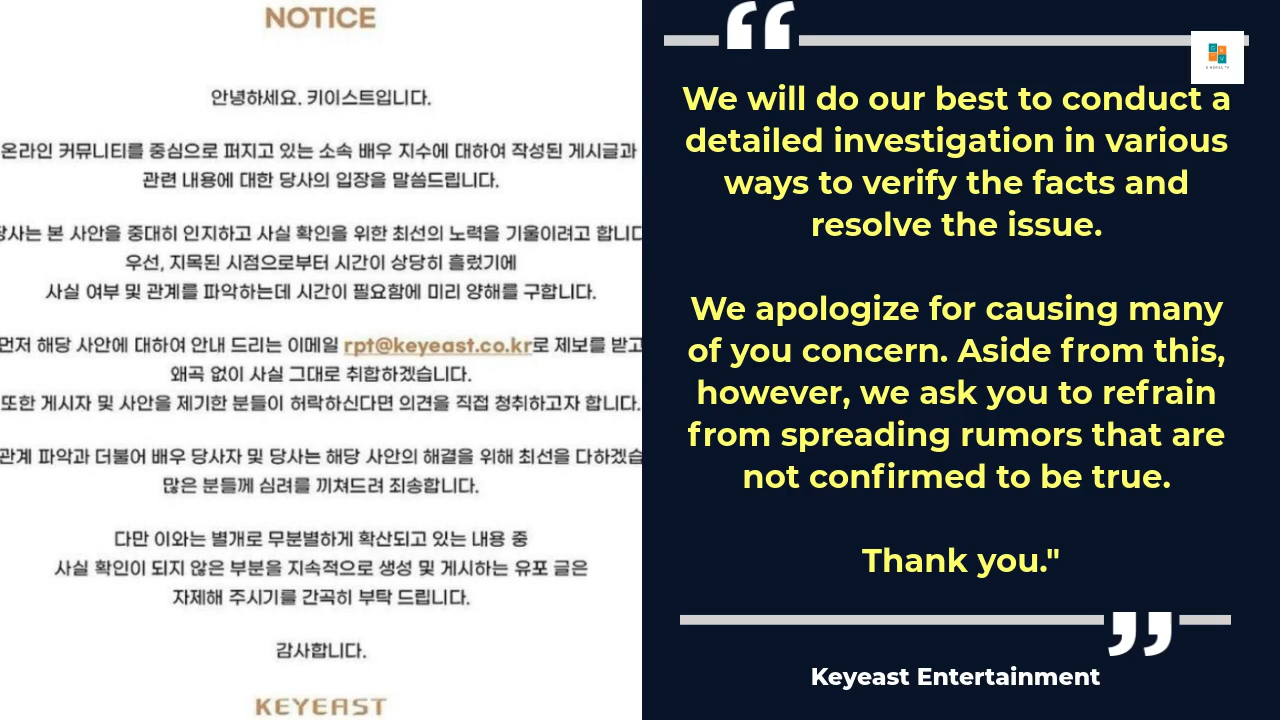 NOTICE
안녕하세요. 키이스트입니다.
온라인 커뮤니티를 중심으로 퍼지고 있는 소속 배우 지수에 대하여 작성된 게시글과
관련 내용에 대한 당사의 입장을 말씀드립니다.
당사는 본 사안을 중대히 인지하고 사실 확인을 위한 최선의 노력을 기울이려고 합니다
우선, 지목된 시점으로부터 시간이 상당히 흘렀기에
사실 여부 및 관계를 파악하는데 시간이 필요함에 미리 양해를 구합니다.
먼저 해당 사안에 대하여 안내 드리는 이메일 rpt@keyeast.co.kr로 제보를 받고
왜곡 없이 사실 그대로 취합하겠습니다.
또한 게시자 및 사안을 제기한 분들이 허락하신다면 의견을 직접 청취하고자 합니다.
관계 파악과 더불어 배우 당사자 및 당사는 해당 사안의 해결을 위해 최선을 다하겠습
많은 분들께 심려를 끼쳐드려 죄송합니다.
다만 이와는 별개로 무분별하게 확산되고 있는 내용 중
사실 확인이 되지 않은 부분을 지속적으로 생성 및 게시하는 유포 글은
자제해 주시기를 간곡히 부탁 드립니다.
감사합니다.
KEYEAST
“
We will do our best to conduct a
detailed investigation in various
ways to verify the facts and
resolve the issue.
We apologize for causing many
of you concern. Aside from this,
however, we ask you to refrain
from spreading rumors that are
not confirmed to be true.
Thank you."
”
Keyeast Entertainment